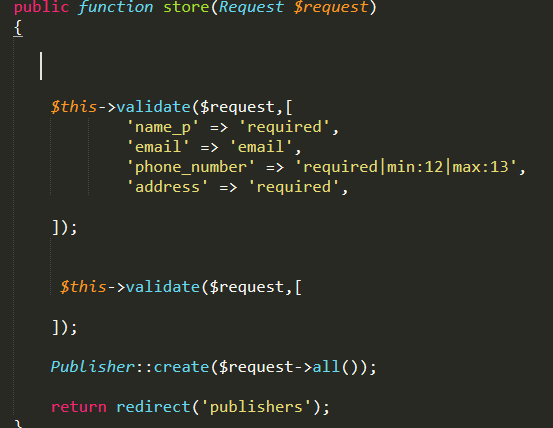 public function store(Request $request)
{
$this->validate($request,[
'name_p' => 'required',
'email' => 'email',
'phone_number' => 'required|min:12|max:13',
'address' => 'required',
]);
$this->validate($request,[
]);
Publisher::create($request->all());
return redirect('publishers');
}